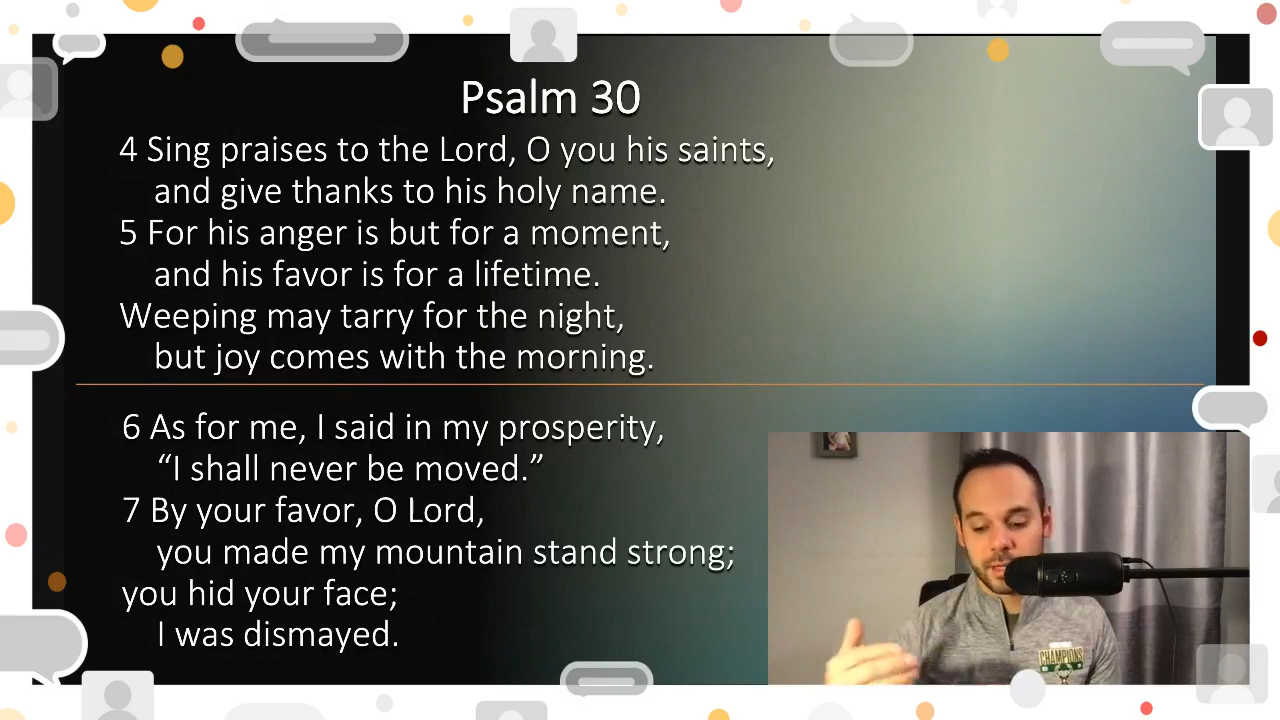 Psalm 30
4 Sing praises to the Lord, O you his saints,
and give thanks to his holy name.
5 For his anger is but for a moment,
and his favor is for a lifetime.
Weeping may tarry for the night,
but joy comes with the morning.
6 As for me, I said in my prosperity,
“I shall never be moved.”
7 By your favor, O Lord,
you made my mountain stand strong;
you hid your face;
I was dismayed.
CHAMPIONS